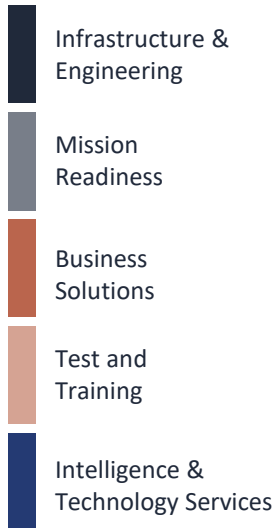 Infrastructure &
Engineering
Mission
Readiness
Business
Solutions
Test and
Training
Intelligence &
Technology Services